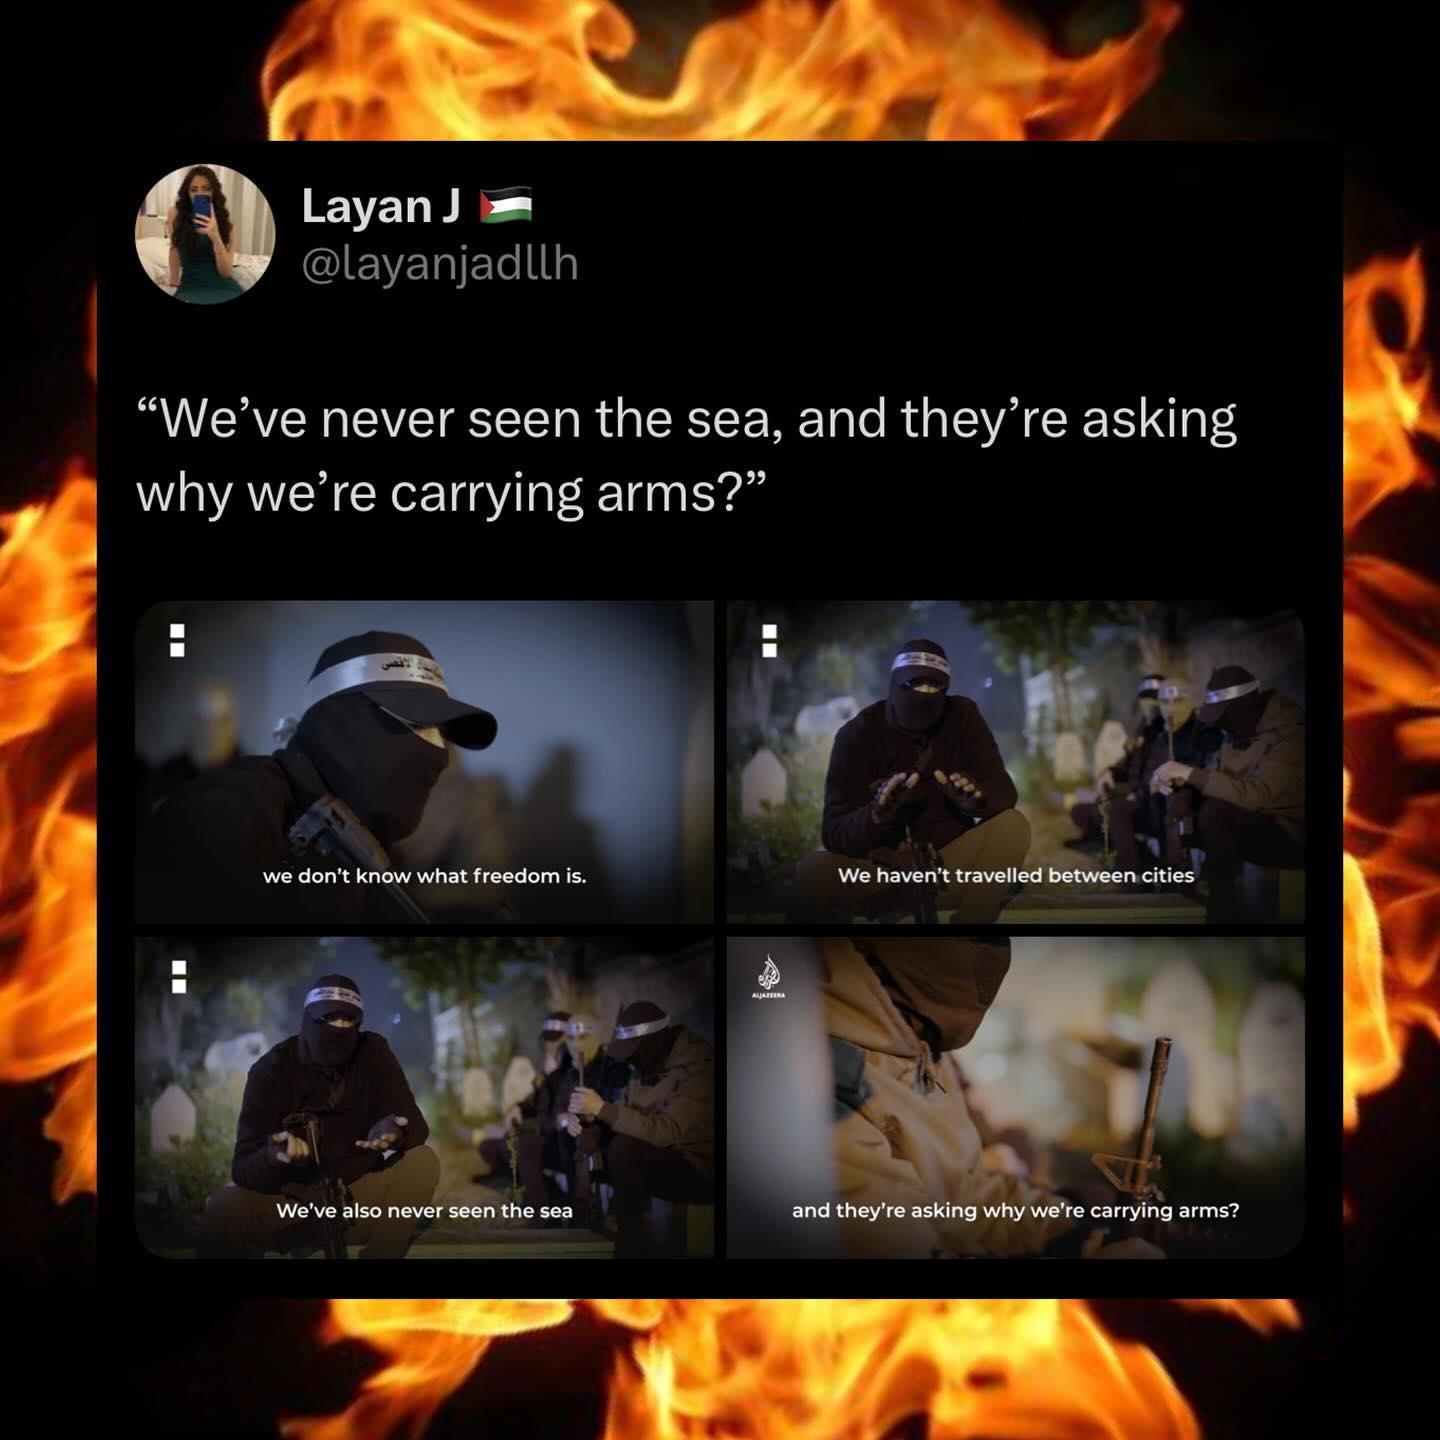 Layan J
@layanjadllh
“We’ve never seen the sea, and they’re asking
why we’re carrying arms?”
we don’t know what freedom is.
We haven’t travelled between cities
We’ve also never seen the sea
ALJAZEERA
and they’re asking why we’re carrying arms?